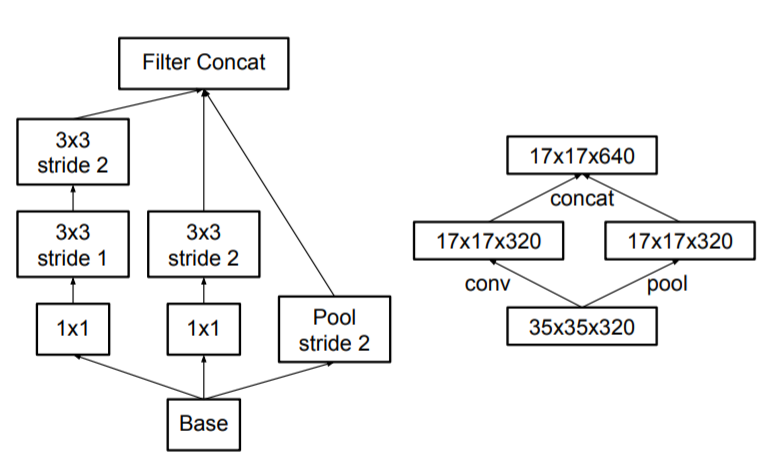 Filter Concat
3x3
stride 2
3x3
stride 1
3x3
stride 2
1x1
1x1
Pool
stride 2
Base
17x17x640
concat
17x17x320
17x17x320
conv
pool
35x35x320